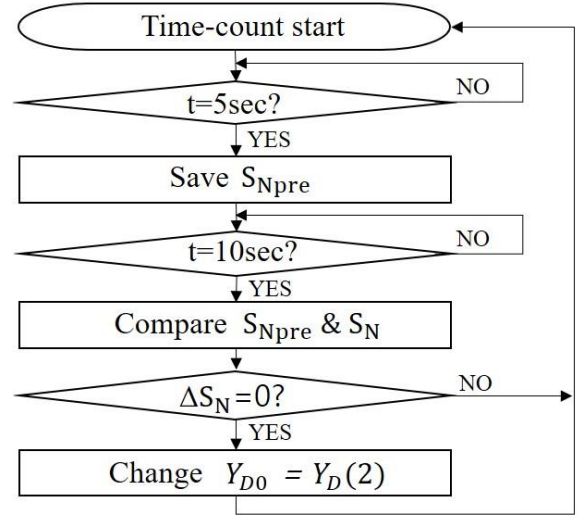 Time-count start
NO
t=5sec?
YES
Save S_Npre
NO
t=10sec?
YES
Compare S_Npre & S_N
NO
ΔS_N=0?
YES
Change Y_D0 = Y_D(2)